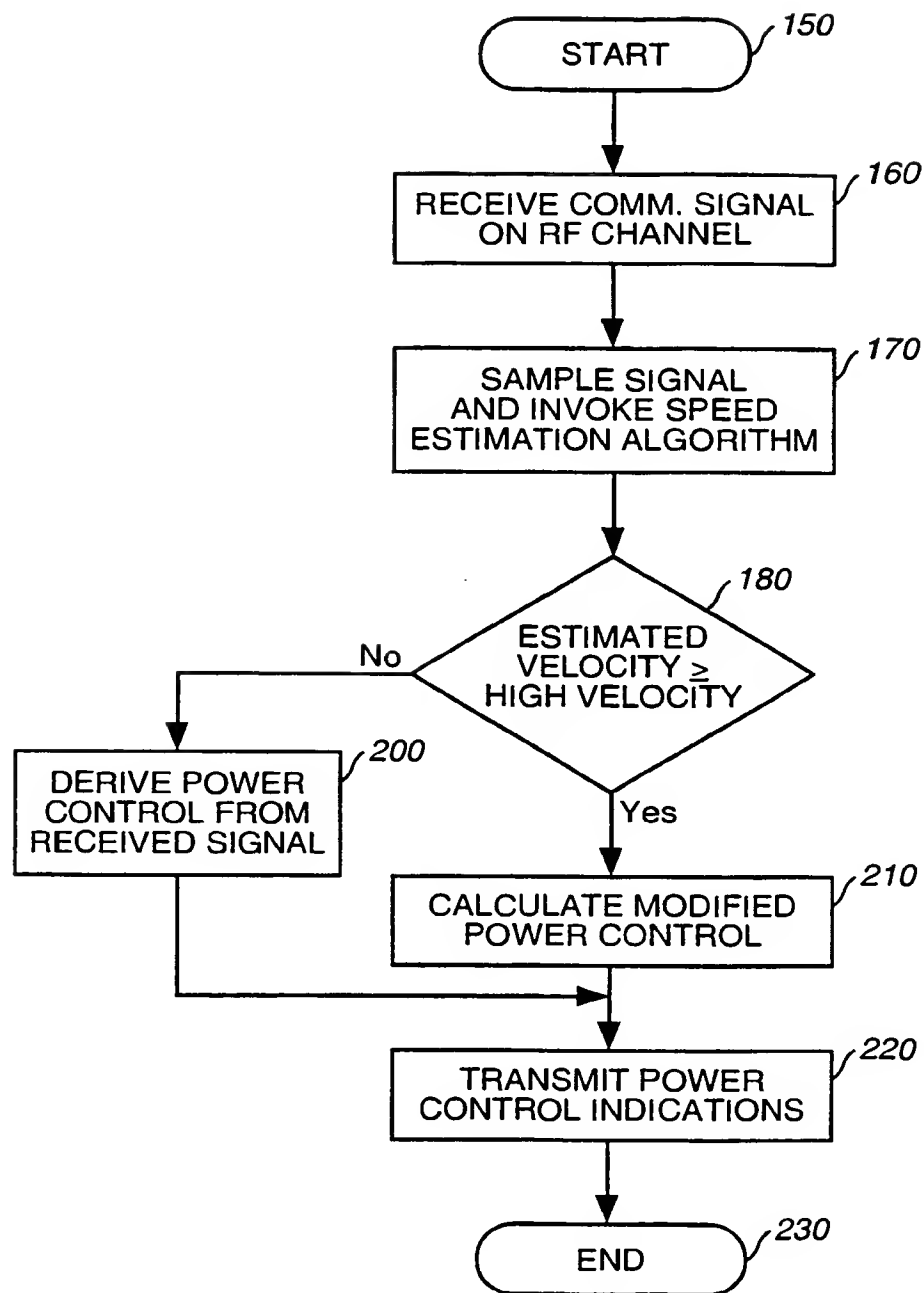 START
150
RECEIVE COMM. SIGNAL
ON RF CHANNEL
160
SAMPLE SIGNAL
AND INVOKE SPEED
ESTIMATION ALGORITHM
170
ESTIMATED
VELOCITY ≥
HIGH VELOCITY
180
No
Yes
DERIVE POWER
CONTROL FROM
RECEIVED SIGNAL
200
CALCULATE MODIFIED
POWER CONTROL
210
TRANSMIT POWER
CONTROL INDICATIONS
220
END
230